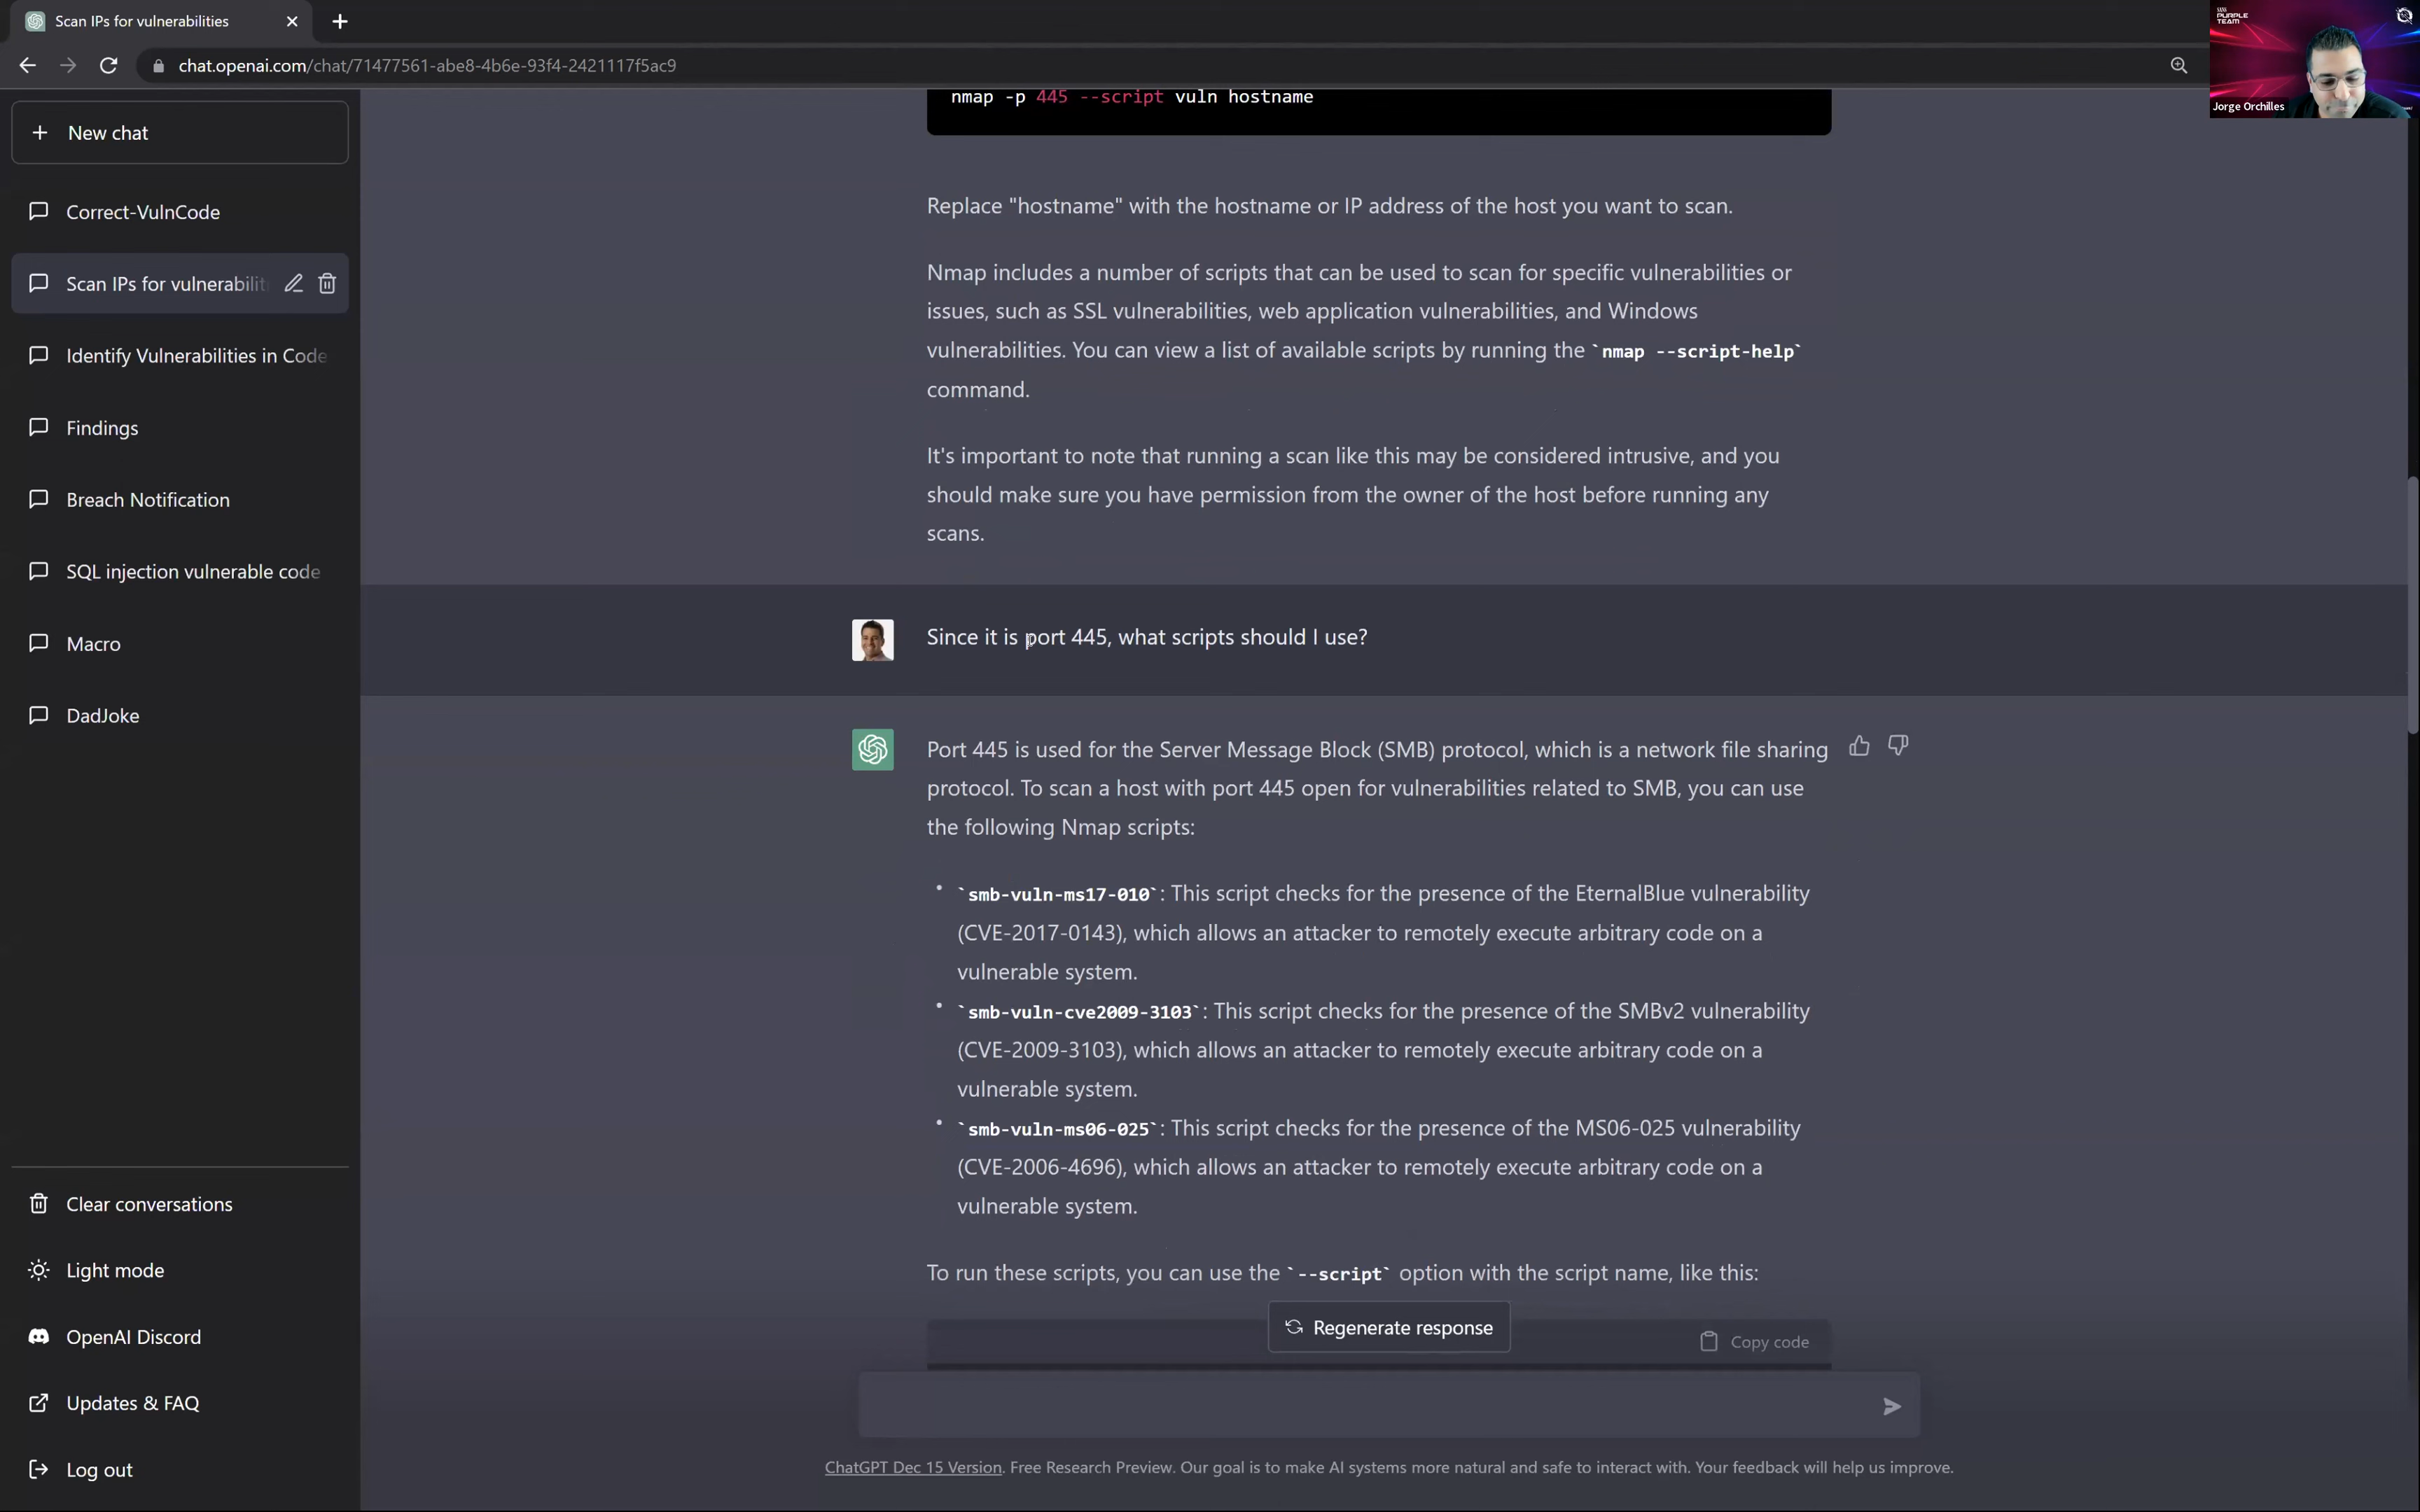 Scan IPs for vulnerabilities
chat.openai.com/chat/71477561-abe8-4b6e-93f4-2421117f5ac9
PURPLE
TEAM
Jorge Orchilles
New chat
Correct-VulnCode
Scan IPs for vulnerabilit
Identify Vulnerabilities in Code
Findings
Breach Notification
SQL injection vulnerable code
Macro
DadJoke
Clear conversations
Light mode
OpenAI Discord
Updates & FAQ
Log out
nmap -p 445 --script vuln hostname
Replace "hostname" with the hostname or IP address of the host you want to scan.
Nmap includes a number of scripts that can be used to scan for specific vulnerabilities or
issues, such as SSL vulnerabilities, web application vulnerabilities, and Windows
vulnerabilities. You can view a list of available scripts by running the `nmap --script-help`
command.
It's important to note that running a scan like this may be considered intrusive, and you
should make sure you have permission from the owner of the host before running any
scans.
Since it is port 445, what scripts should I use?
Port 445 is used for the Server Message Block (SMB) protocol, which is a network file sharing
protocol. To scan a host with port 445 open for vulnerabilities related to SMB, you can use
the following Nmap scripts:
• `smb-vuln-ms17-010`: This script checks for the presence of the EternalBlue vulnerability
(CVE-2017-0143), which allows an attacker to remotely execute arbitrary code on a
vulnerable system.
• `smb-vuln-cve2009-3103`: This script checks for the presence of the SMBv2 vulnerability
(CVE-2009-3103), which allows an attacker to remotely execute arbitrary code on a
vulnerable system.
• `smb-vuln-ms06-025`: This script checks for the presence of the MS06-025 vulnerability
(CVE-2006-4696), which allows an attacker to remotely execute arbitrary code on a
vulnerable system.
To run these scripts, you can use the `--script` option with the script name, like this:
Regenerate response
Copy code
ChatGPT Dec 15 Version. Free Research Preview. Our goal is to make AI systems more natural and safe to interact with. Your feedback will help us improve.